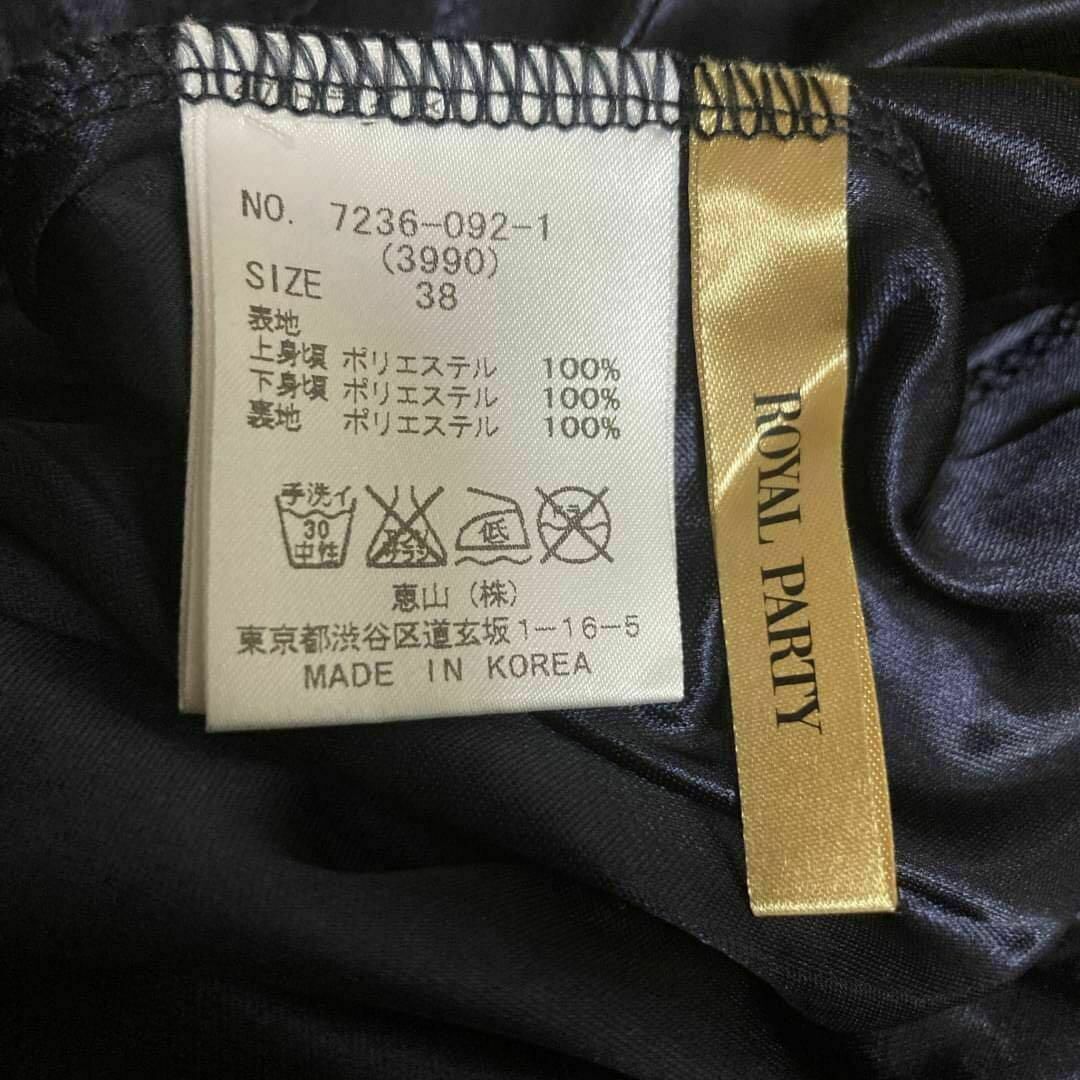 NO. 7236-092-1
(3990)
SIZE 38
表地
上身頃 ポリエステル 100%
下身頃 ポリエステル 100%
表地 ポリエステル 100%
手洗イ
30
中性
低
恵山（株）
東京都渋谷区道玄坂1-16-5
MADE IN KOREA
ROYAL PARTY